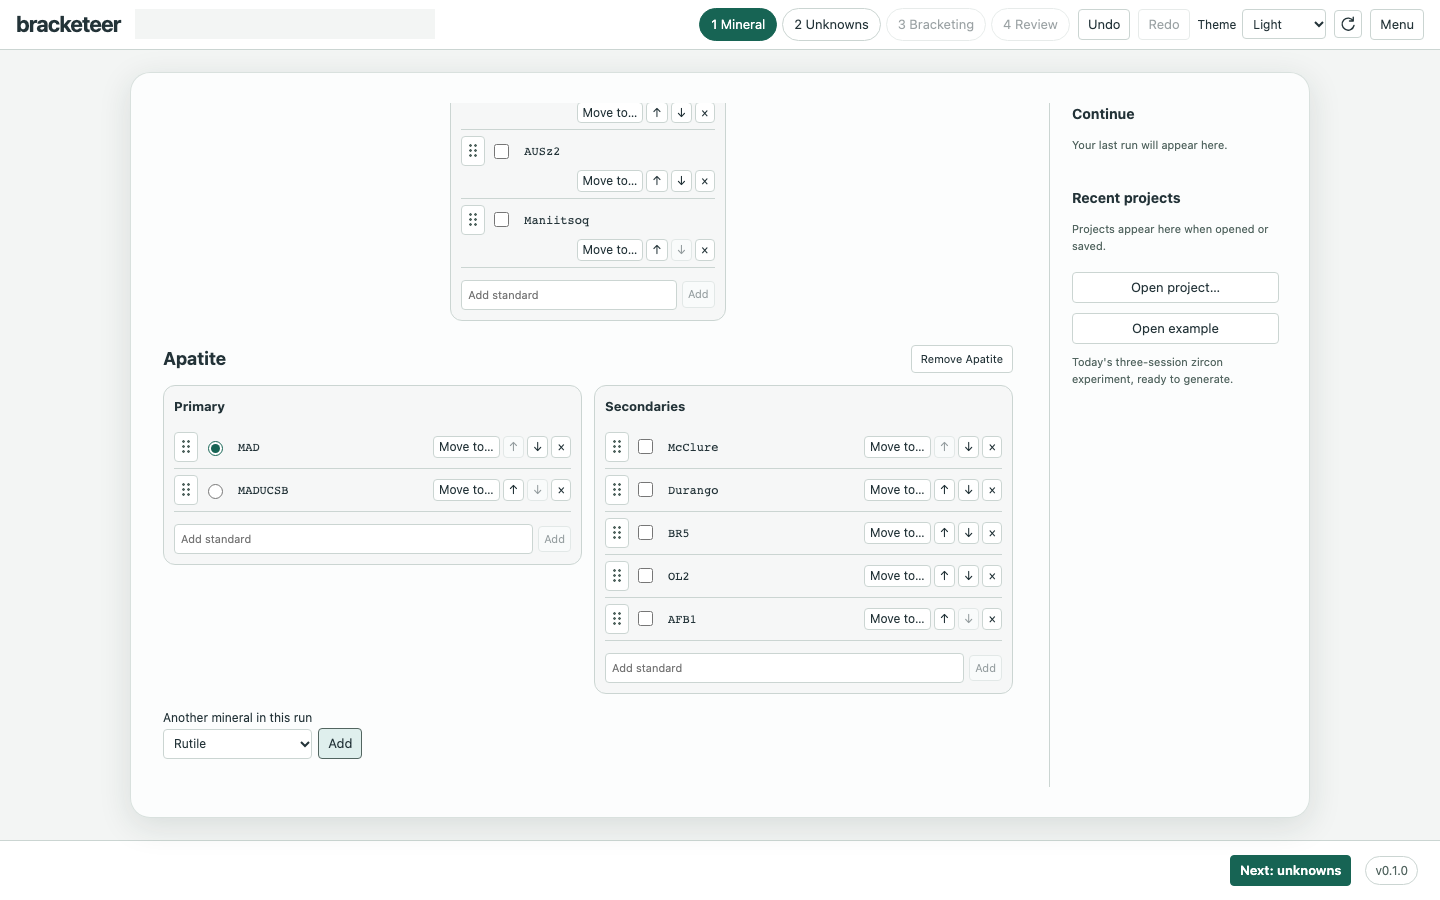 bracketeer
1 Mineral
2 Unknowns
3 Bracketing
4 Review
Undo
Redo
Theme
Light
Menu
Move to... ↑ ↓ ×
AUSz2
Move to... ↑ ↓ ×
Maniitsoq
Move to... ↑ ↓ ×
Add standard
Add
Apatite
Remove Apatite
Primary
MAD Move to... ↑ ↓ ×
MADUCSB Move to... ↑ ↓ ×
Add standard
Add
Secondaries
McClure Move to... ↑ ↓ ×
Durango Move to... ↑ ↓ ×
BR5 Move to... ↑ ↓ ×
OL2 Move to... ↑ ↓ ×
AFB1 Move to... ↑ ↓ ×
Add standard
Add
Another mineral in this run
Rutile
Add
Continue
Your last run will appear here.
Recent projects
Projects appear here when opened or
saved.
Open project...
Open example
Today's three-session zircon
experiment, ready to generate.
Next: unknowns
v0.1.0